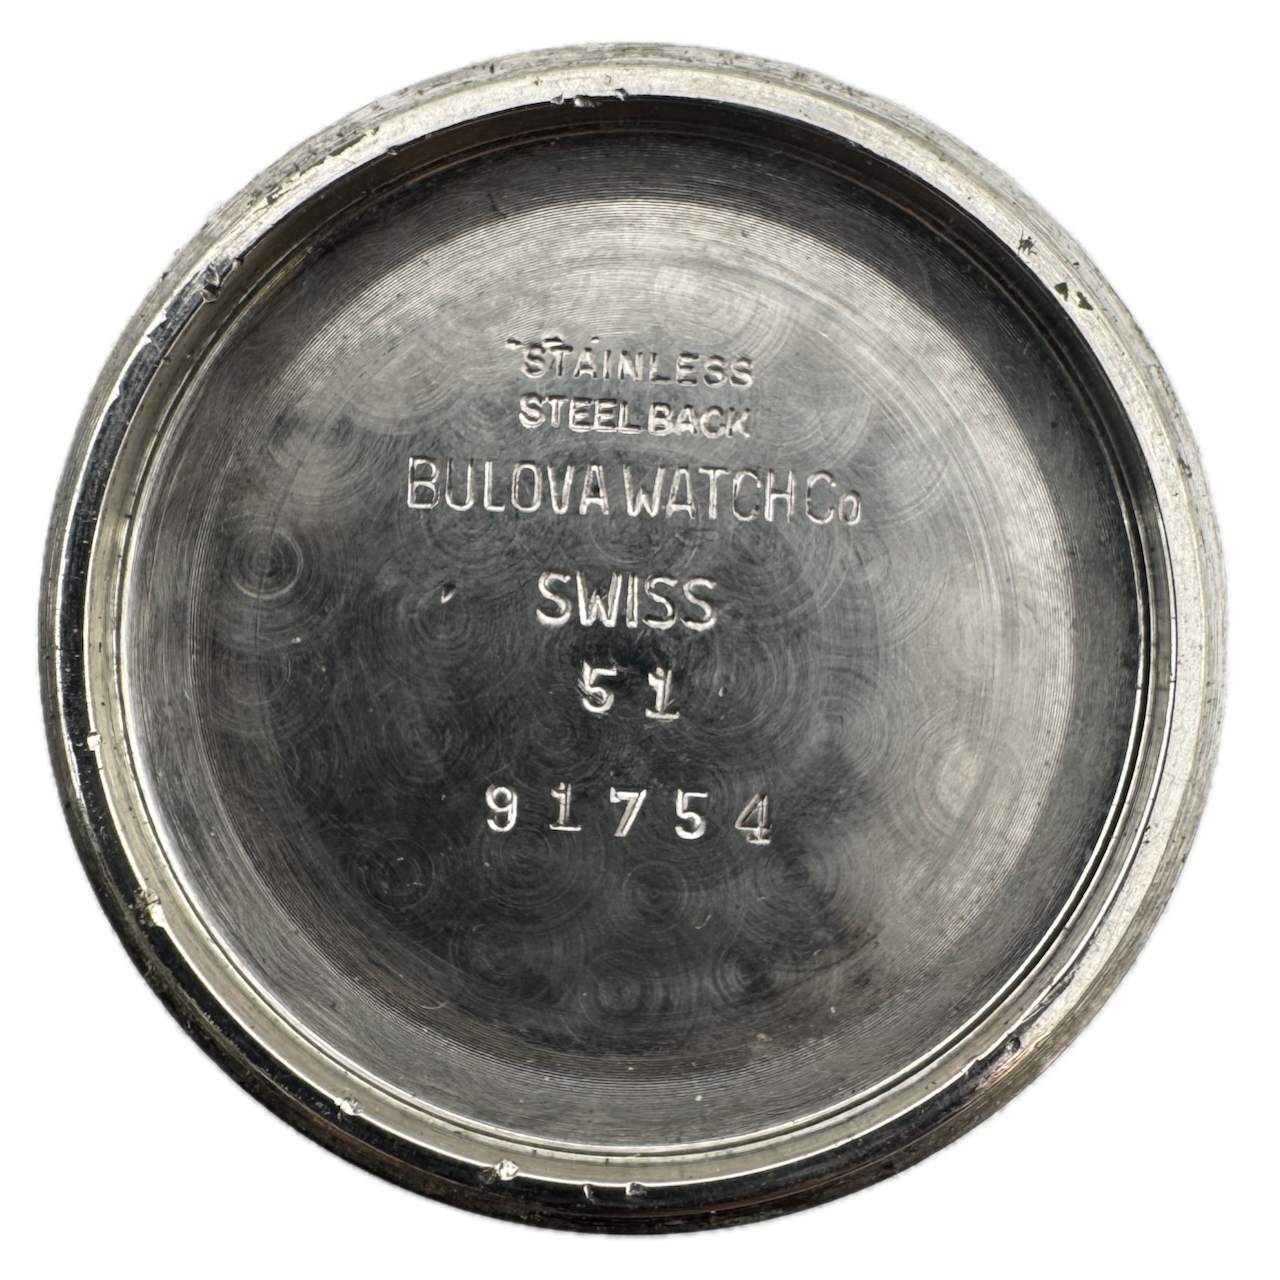 STAINLESS
STEEL BACK
BULOVA WATCH Co
SWISS
51
91754